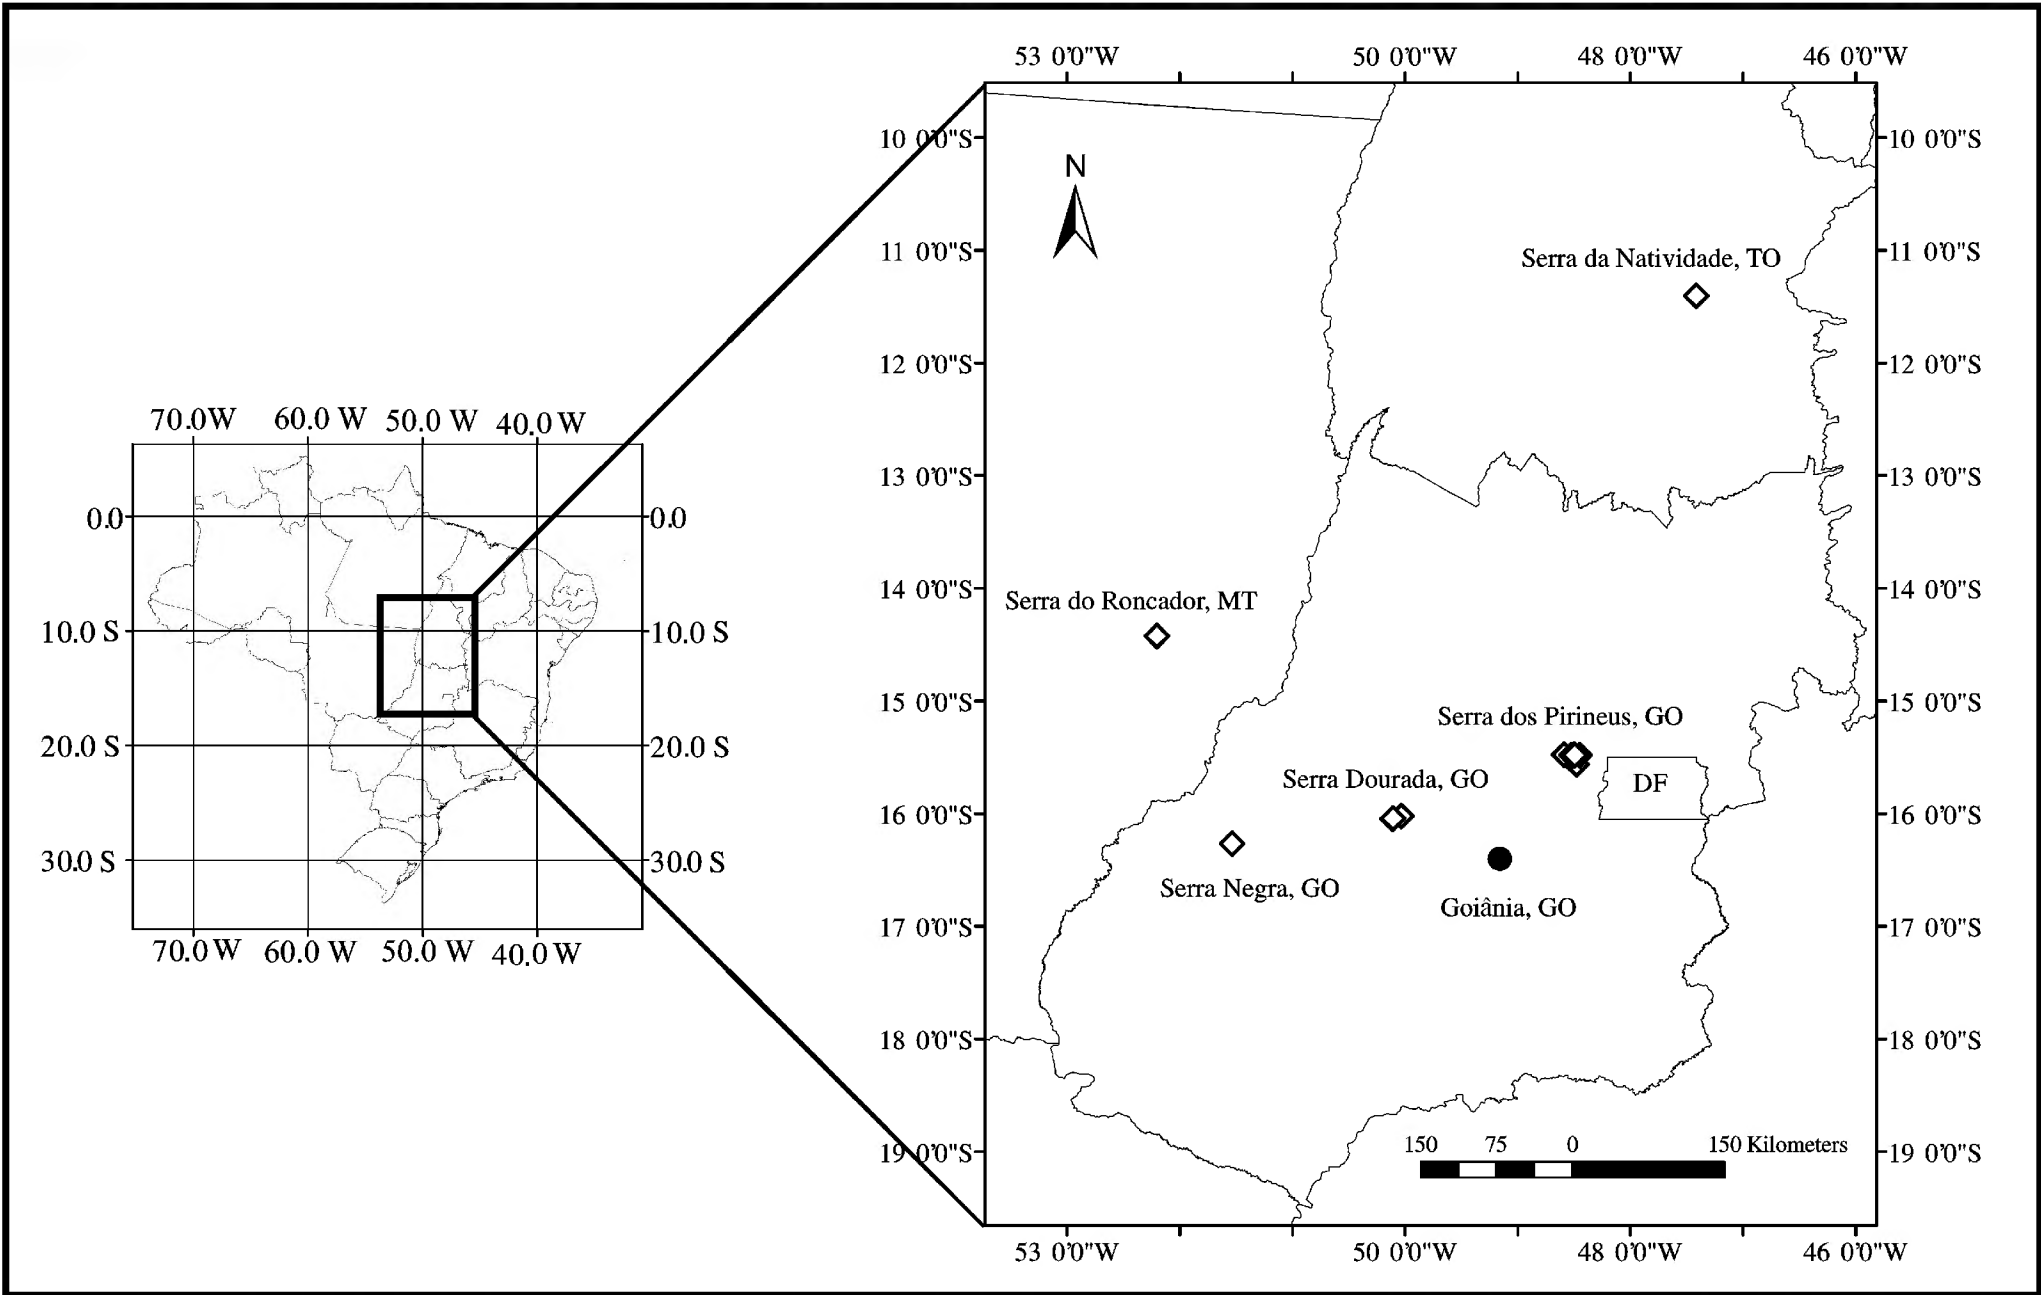 53 0'0"W 50 0'0"W 48 0'0"W 46 0'0"W
10 0'0"S 10 0'0"S
N
11 0'0"S 11 0'0"S
Serra da Natividade, TO
12 0'0"S 12 0'0"S
70.0W 60.0 W 50.0 W 40.0 W
13 0'0"S 13 0'0"S
0.0 0.0
14 0'0"S 14 0'0"S
Serra do Roncador, MT
10.0 S 10.0 S
15 0'0"S 15 0'0"S
Serra dos Pirineus, GO
20.0 S 20.0 S
DF
Serra Dourada, GO
16 0'0"S 16 0'0"S
30.0 S 30.0 S
Serra Negra, GO
Goiânia, GO
17 0'0"S 17 0'0"S
70.0 W 60.0 W 50.0 W 40.0 W
18 0'0"S 18 0'0"S
150 75 0 150 Kilometers
19 0'0"S 19 0'0"S
53 0'0"W 50 0'0"W 48 0'0"W 46 0'0"W